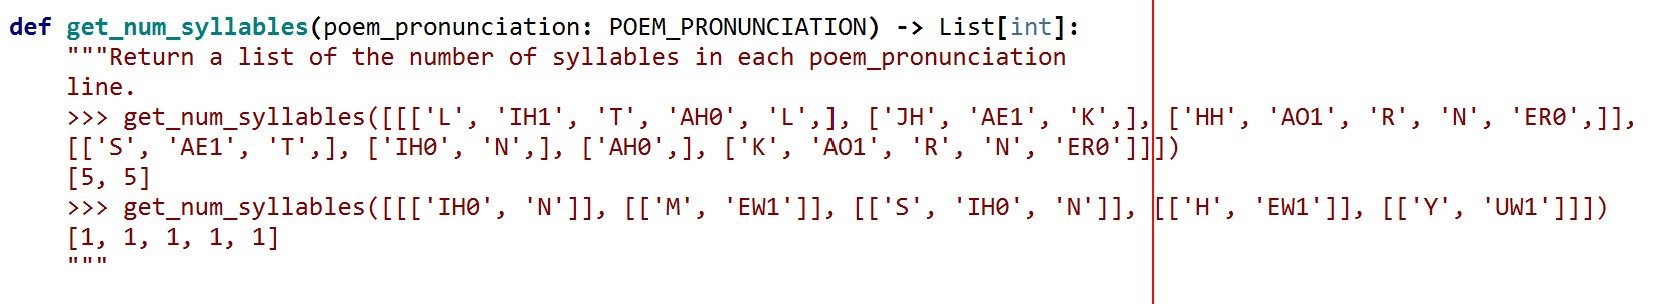 def get_num_syllables(poem_pronunciation: POEM_PRONUNCIATION) -> List[int]:
"""Return a list of the number of syllables in each poem_pronunciation
line.
>>> get_num_syllables([[['L', 'IH1', 'T', 'AH0', 'L',], ['JH', 'AE1', 'K',], ['HH', 'AO1', 'R', 'N', 'ER0',]],
[['S', 'AE1', 'T',], ['IH0', 'N',], ['AH0',], ['K', 'AO1', 'R', 'N', 'ER0']]])
[5, 5]
>>> get_num_syllables([[['IH0', 'N']], [['M', 'EW1']], [['S', 'IH0', 'N']], [['H', 'EW1']], [['Y', 'UW1']]])
[1, 1, 1, 1, 1]
"""